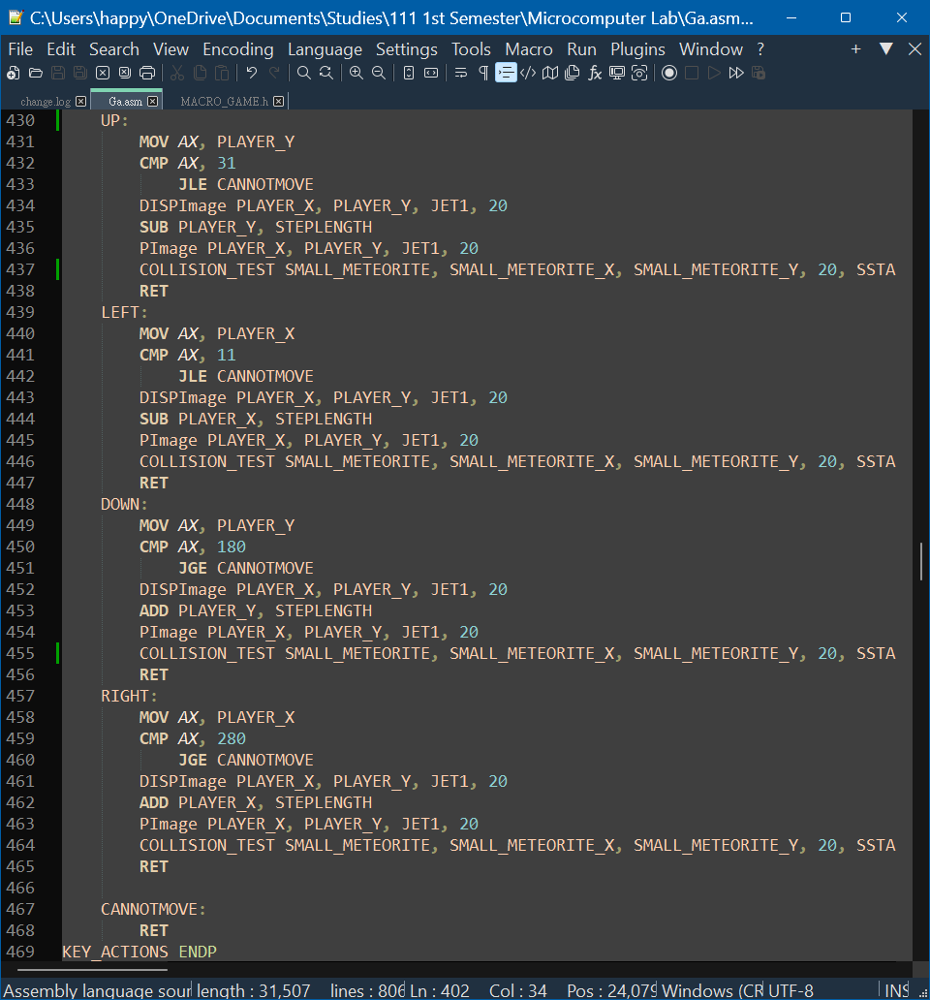 C:\Users\happy\OneDrive\Documents\Studies\111 1st Semester\Microcomputer Lab\Ga.asm...
File Edit Search View Encoding Language Settings Tools Macro Run Plugins Window ? + ▼ ×
change.log Ga.asm MACRO_GAME.h
430 UP:
431 MOV AX, PLAYER_Y
432 CMP AX, 31
433 JLE CANNOTMOVE
434 DISPImage PLAYER_X, PLAYER_Y, JET1, 20
435 SUB PLAYER_Y, STEPLENGTH
436 PImage PLAYER_X, PLAYER_Y, JET1, 20
437 COLLISION_TEST SMALL_METEORITE, SMALL_METEORITE_X, SMALL_METEORITE_Y, 20, SSTA
438 RET
439 LEFT:
440 MOV AX, PLAYER_X
441 CMP AX, 11
442 JLE CANNOTMOVE
443 DISPImage PLAYER_X, PLAYER_Y, JET1, 20
444 SUB PLAYER_X, STEPLENGTH
445 PImage PLAYER_X, PLAYER_Y, JET1, 20
446 COLLISION_TEST SMALL_METEORITE, SMALL_METEORITE_X, SMALL_METEORITE_Y, 20, SSTA
447 RET
448 DOWN:
449 MOV AX, PLAYER_Y
450 CMP AX, 180
451 JGE CANNOTMOVE
452 DISPImage PLAYER_X, PLAYER_Y, JET1, 20
453 ADD PLAYER_Y, STEPLENGTH
454 PImage PLAYER_X, PLAYER_Y, JET1, 20
455 COLLISION_TEST SMALL_METEORITE, SMALL_METEORITE_X, SMALL_METEORITE_Y, 20, SSTA
456 RET
457 RIGHT:
458 MOV AX, PLAYER_X
459 CMP AX, 280
460 JGE CANNOTMOVE
461 DISPImage PLAYER_X, PLAYER_Y, JET1, 20
462 ADD PLAYER_X, STEPLENGTH
463 PImage PLAYER_X, PLAYER_Y, JET1, 20
464 COLLISION_TEST SMALL_METEORITE, SMALL_METEORITE_X, SMALL_METEORITE_Y, 20, SSTA
465 RET
466
467 CANNOTMOVE:
468 RET
469 KEY_ACTIONS ENDP
Assembly language sour length : 31,507 lines : 806 Ln : 402 Col : 34 Pos : 24,079 Windows (CR UTF-8 INS